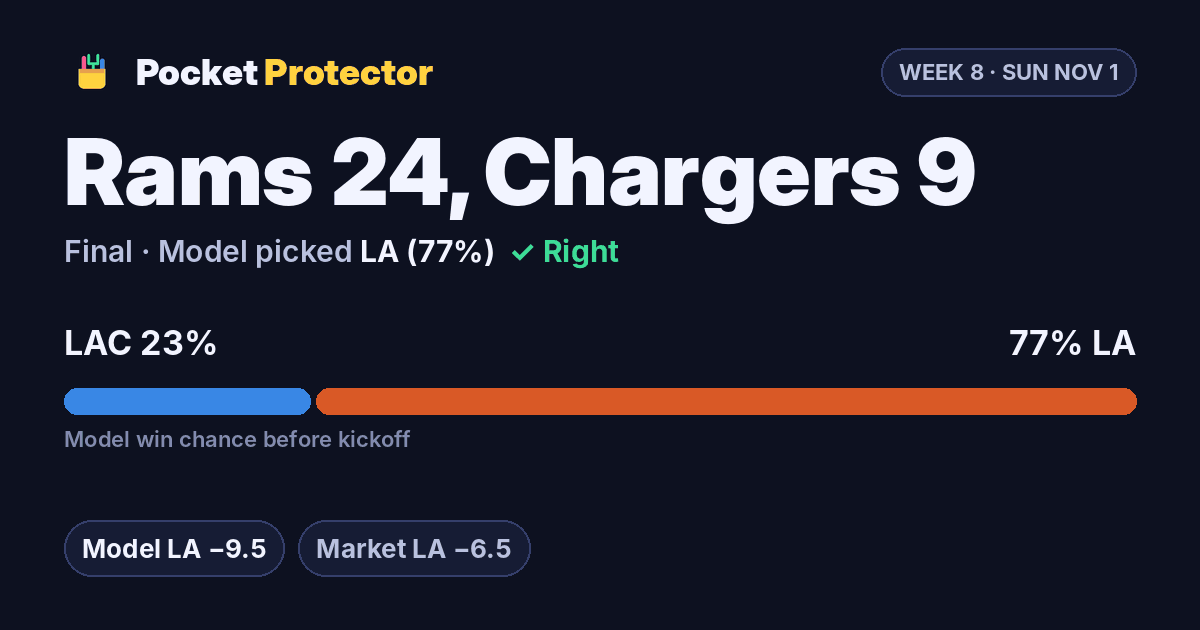 Pocket Protector
WEEK 8 · SUN NOV 1
Rams 24, Chargers 9
Final · Model picked LA (77%) ✓ Right
LAC 23%
77% LA
Model win chance before kickoff
Model LA −9.5
Market LA −6.5